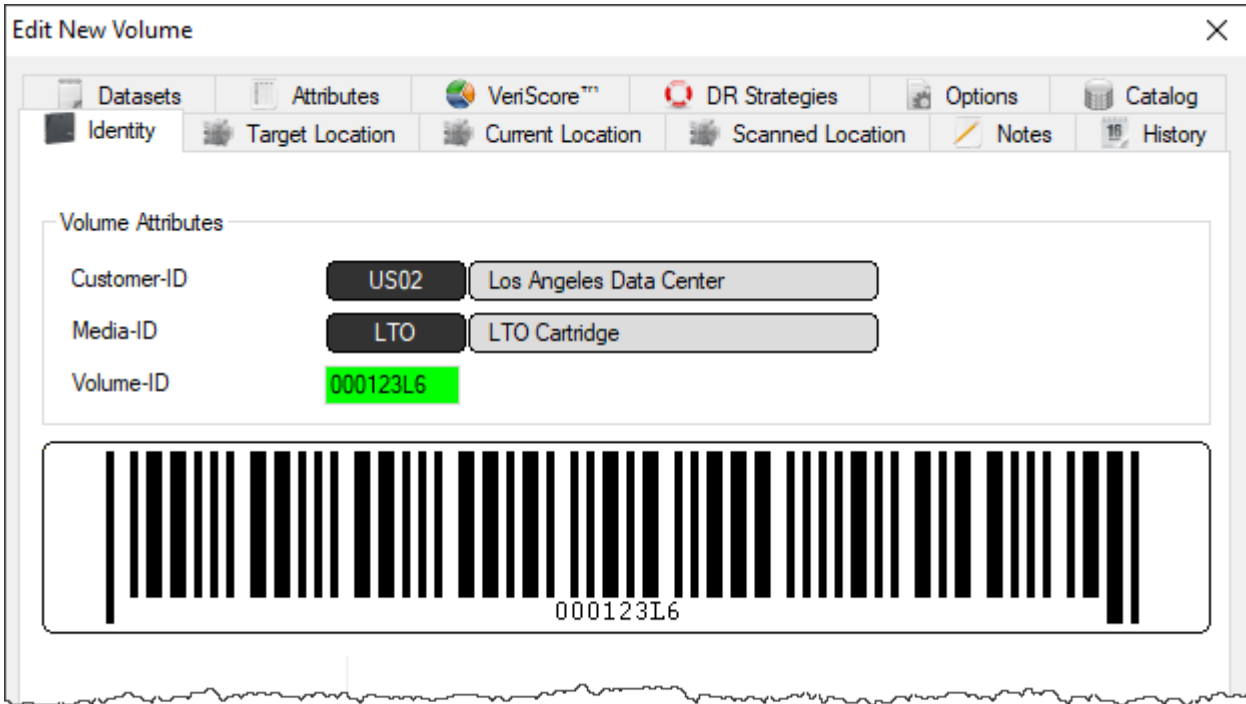 Edit New Volume
Datasets Attributes VeriScore™ DR Strategies Options Catalog
Identity Target Location Current Location Scanned Location Notes 16 History
Volume Attributes
Customer-ID US02 Los Angeles Data Center
Media-ID LTO LTO Cartridge
Volume-ID 000123L6
000123L6